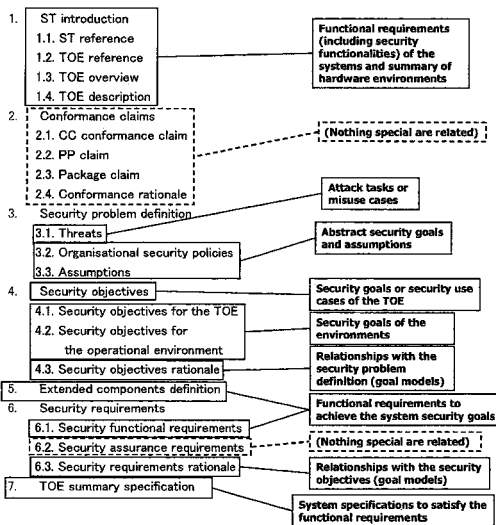 1. ST introduction
1.1. ST reference
1.2. TOE reference
1.3. TOE overview
1.4. TOE description
Functional requirements
(including security
functionalities) of the
systems and summary of
hardware environments
2. Conformance claims
2.1. CC conformance claim
2.2. PP claim
2.3. Package claim
2.4. Conformance rationale
(Nothing special are related)
3. Security problem definition
3.1. Threats
3.2. Organisational security policies
3.3. Assumptions
Attack tasks or
misuse cases
Abstract security goals
and assumptions
4. Security objectives
4.1. Security objectives for the TOE
4.2. Security objectives for
the operational environment
4.3. Security objectives rationale
Security goals or security use
cases of the TOE
Security goals of the
environments
Relationships with the
security problem
definition (goal models)
5. Extended components definition
6. Security requirements
6.1. Security functional requirements
6.2. Security assurance requirements
6.3. Security requirements rationale
Functional requirements to
achieve the system security goals
(Nothing special are related)
Relationships with the security
objectives (goal models)
7. TOE summary specification
System specifications to satisfy the
functional requirements